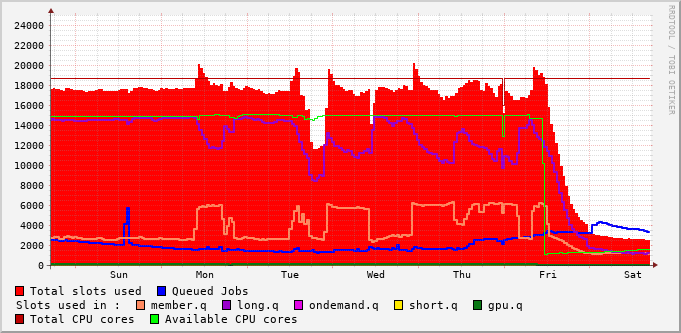 24000
22000
20000
18000
16000
14000
12000
10000
8000
6000
4000
2000
0
Sun Mon Tue Wed Thu Fri Sat
RRDTOOL / TOBI OETIKER
Total slots used Queued Jobs
Slots used in : member.q long.q ondemand.q short.q gpu.q
Total CPU cores Available CPU cores